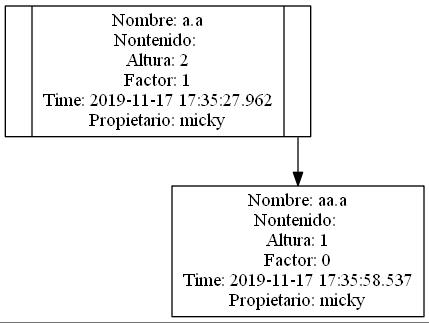 Nombre: a.a
Nontenido:
Altura: 2
Factor: 1
Time: 2019-11-17 17:35:27.962
Propietario: micky
Nombre: aa.a
Nontenido:
Altura: 1
Factor: 0
Time: 2019-11-17 17:35:58.537
Propietario: micky